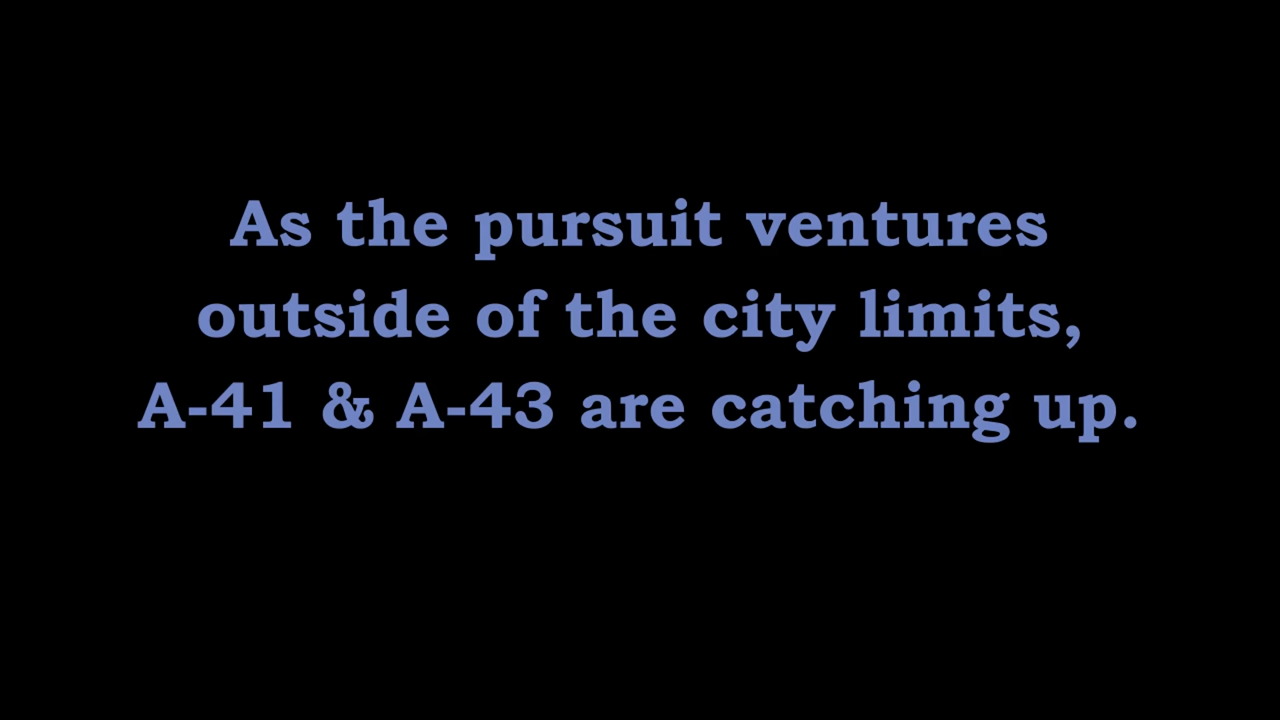 As the pursuit ventures
outside of the city limits,
A-41 & A-43 are catching up.